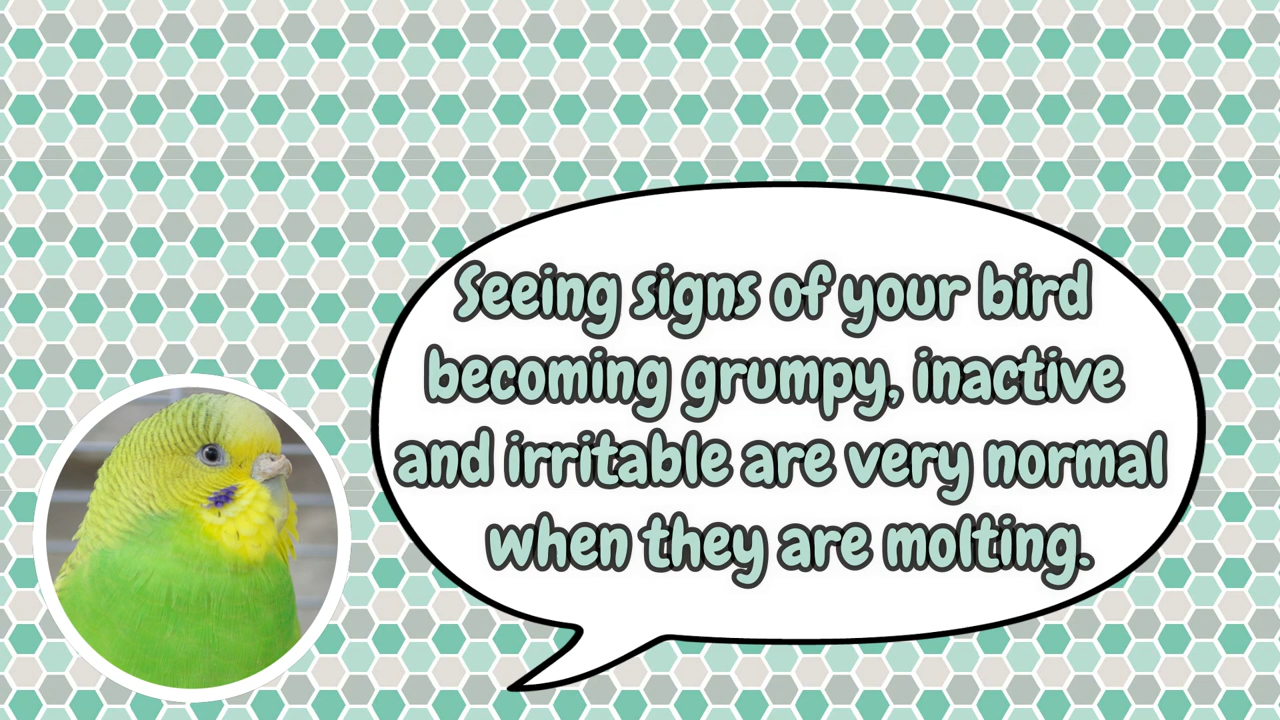 Seeing signs of your bird
becoming grumpy, inactive
and irritable are very normal
when they are molting.